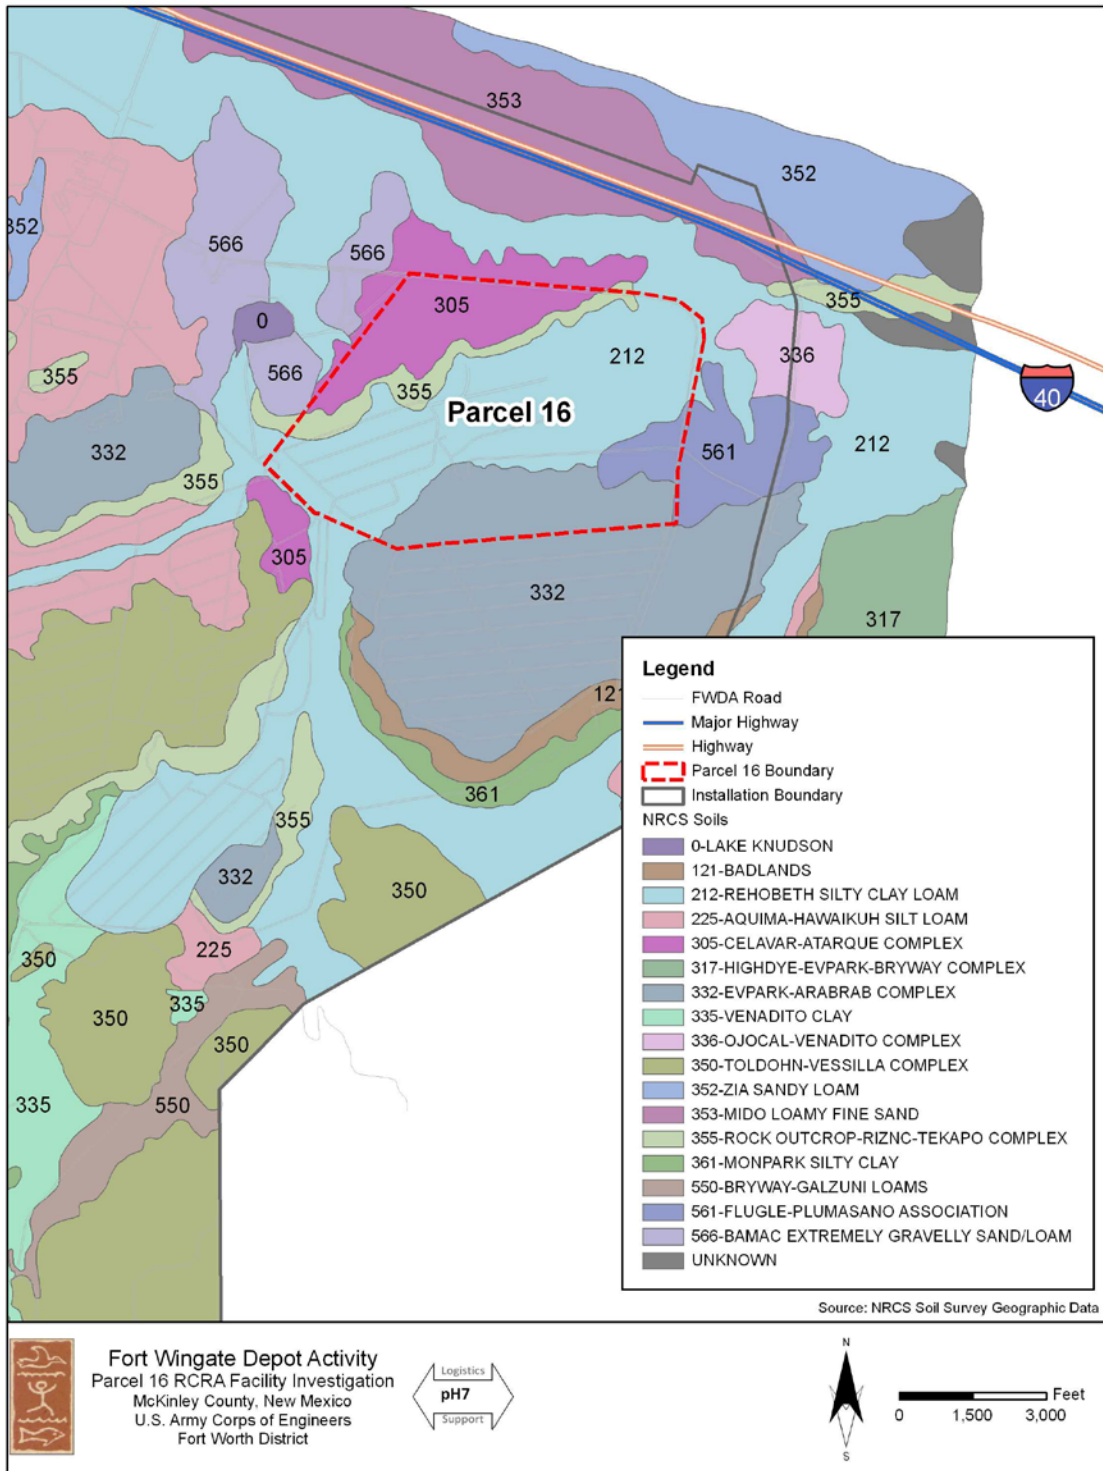 353
352
352
566
566
305
0
212
355
336
566
355
355
40
Parcel 16
332
561
212
355
305
332
317
121
361
355
332
350
225
350
335
350
350
335
550
Legend
FWDA Road
Major Highway
Highway
Parcel 16 Boundary
Installation Boundary
NRCS Soils
0-LAKE KNUDSON
121-BADLANDS
212-REHOBETH SILTY CLAY LOAM
225-AQUIMA-HAWAIKUH SILT LOAM
305-CELAVAR-ATARQUE COMPLEX
317-HIGHDYE-EVPARK-BRYWAY COMPLEX
332-EVPARK-ARABRAB COMPLEX
335-VENADITO CLAY
336-OJOCAL-VENADITO COMPLEX
350-TOLDOHN-VESSILLA COMPLEX
352-ZIA SANDY LOAM
353-MIDO LOAMY FINE SAND
355-ROCK OUTCROP-RIZNC-TEKAPO COMPLEX
361-MONPARK SILTY CLAY
550-BRYWAY-GALZUNI LOAMS
561-FLUGLE-PLUMASANO ASSOCIATION
566-BAMAC EXTREMELY GRAVELLY SAND/LOAM
UNKNOWN
Source: NRCS Soil Survey Geographic Data
Fort Wingate Depot Activity
Parcel 16 RCRA Facility Investigation
McKinley County, New Mexico
U.S. Army Corps of Engineers
Fort Worth District
Logistics
pH7
Support
N
S
Feet
0 1,500 3,000